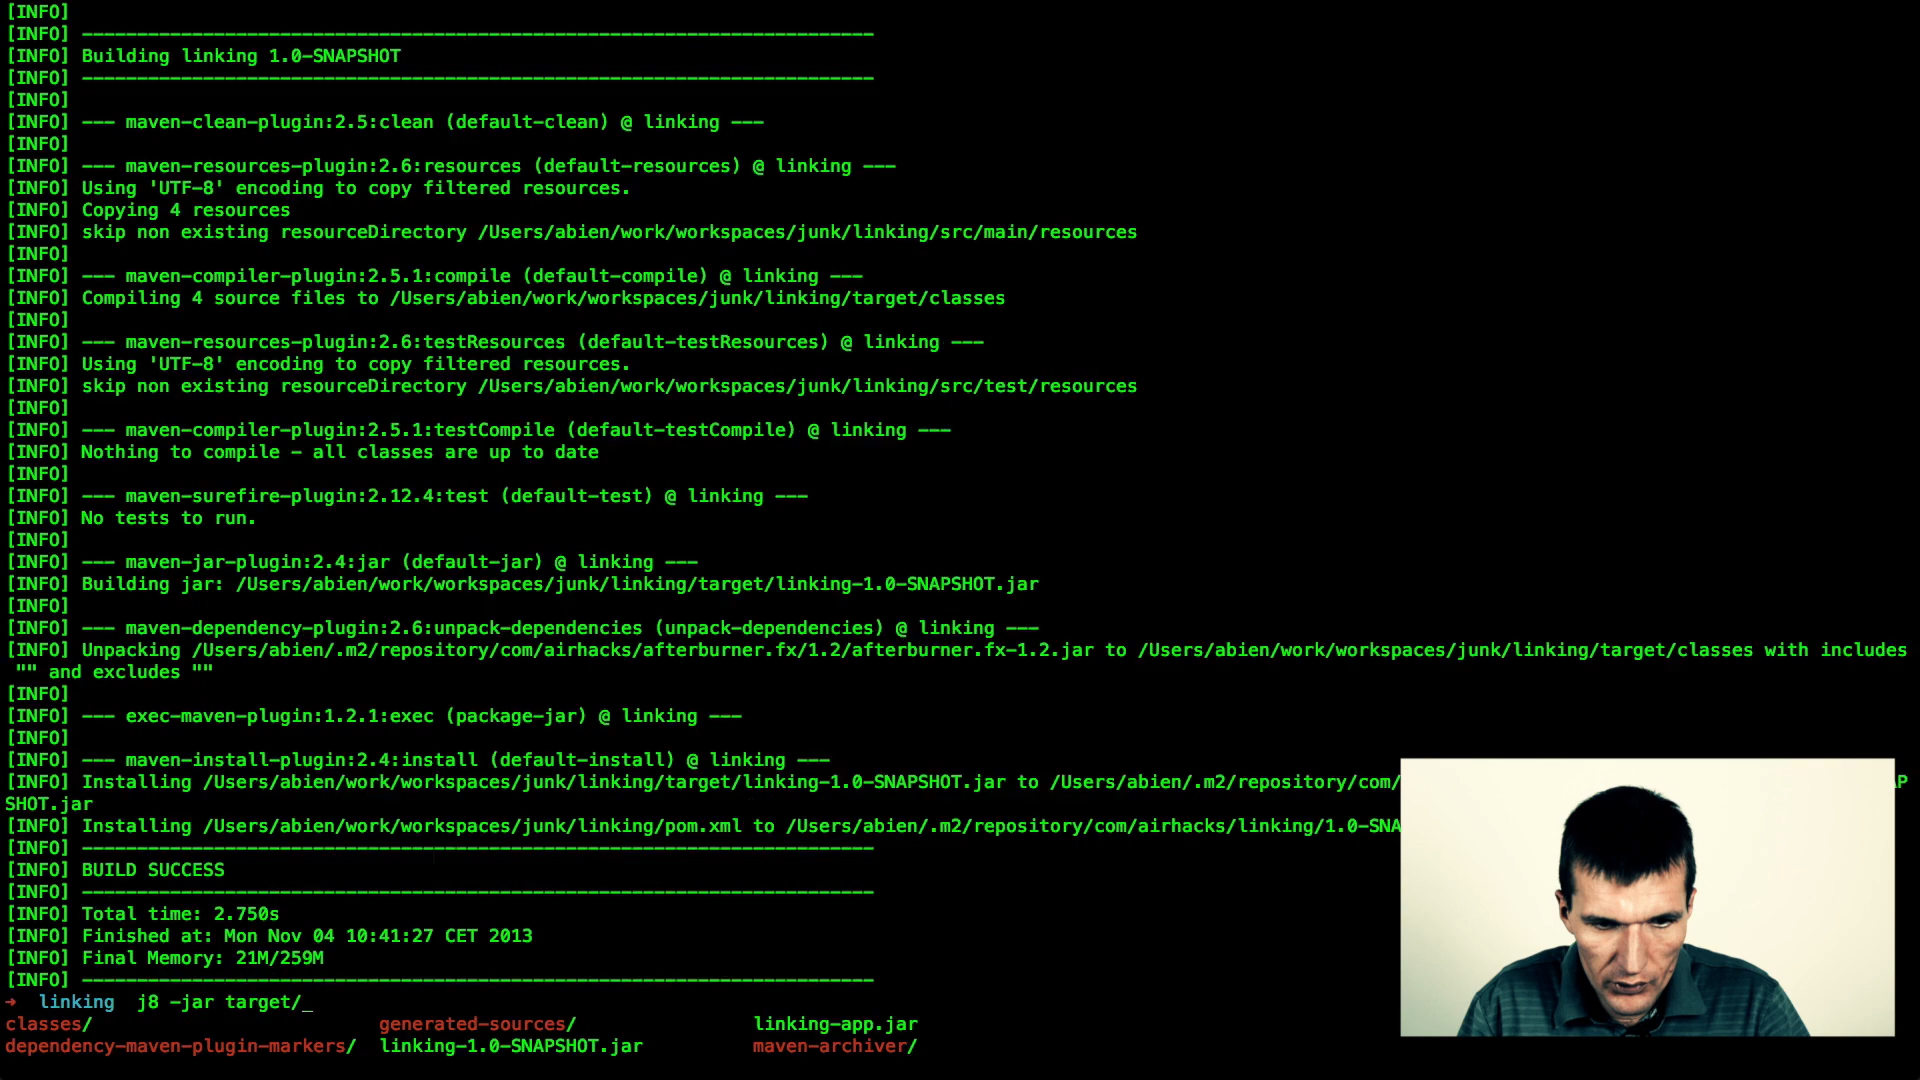 [INFO]
[INFO] ------------------------------------------------------------------------
[INFO] Building linking 1.0-SNAPSHOT
[INFO] ------------------------------------------------------------------------
[INFO]
[INFO] --- maven-clean-plugin:2.5:clean (default-clean) @ linking ---
[INFO]
[INFO] --- maven-resources-plugin:2.6:resources (default-resources) @ linking ---
[INFO] Using 'UTF-8' encoding to copy filtered resources.
[INFO] Copying 4 resources
[INFO] skip non existing resourceDirectory /Users/abien/work/workspaces/junk/linking/src/main/resources
[INFO]
[INFO] --- maven-compiler-plugin:2.5.1:compile (default-compile) @ linking ---
[INFO] Compiling 4 source files to /Users/abien/work/workspaces/junk/linking/target/classes
[INFO]
[INFO] --- maven-resources-plugin:2.6:testResources (default-testResources) @ linking ---
[INFO] Using 'UTF-8' encoding to copy filtered resources.
[INFO] skip non existing resourceDirectory /Users/abien/work/workspaces/junk/linking/src/test/resources
[INFO]
[INFO] --- maven-compiler-plugin:2.5.1:testCompile (default-testCompile) @ linking ---
[INFO] Nothing to compile - all classes are up to date
[INFO]
[INFO] --- maven-surefire-plugin:2.12.4:test (default-test) @ linking ---
[INFO] No tests to run.
[INFO]
[INFO] --- maven-jar-plugin:2.4:jar (default-jar) @ linking ---
[INFO] Building jar: /Users/abien/work/workspaces/junk/linking/target/linking-1.0-SNAPSHOT.jar
[INFO]
[INFO] --- maven-dependency-plugin:2.6:unpack-dependencies (unpack-dependencies) @ linking ---
[INFO] Unpacking /Users/abien/.m2/repository/com/airhacks/afterburner.fx/1.2/afterburner.fx-1.2.jar to /Users/abien/work/workspaces/junk/linking/target/classes with includes
"" and excludes ""
[INFO]
[INFO] --- exec-maven-plugin:1.2.1:exec (package-jar) @ linking ---
[INFO]
[INFO] --- maven-install-plugin:2.4:install (default-install) @ linking ---
[INFO] Installing /Users/abien/work/workspaces/junk/linking/target/linking-1.0-SNAPSHOT.jar to /Users/abien/.m2/repository/com/ AP
SHOT.jar
[INFO] Installing /Users/abien/work/workspaces/junk/linking/pom.xml to /Users/abien/.m2/repository/com/airhacks/linking/1.0-SNA
[INFO] ------------------------------------------------------------------------
[INFO] BUILD SUCCESS
[INFO] ------------------------------------------------------------------------
[INFO] Total time: 2.750s
[INFO] Finished at: Mon Nov 04 10:41:27 CET 2013
[INFO] Final Memory: 21M/259M
[INFO] ------------------------------------------------------------------------
➜ linking j8 -jar target/_
classes/ generated-sources/ linking-app.jar
dependency-maven-plugin-markers/ linking-1.0-SNAPSHOT.jar maven-archiver/